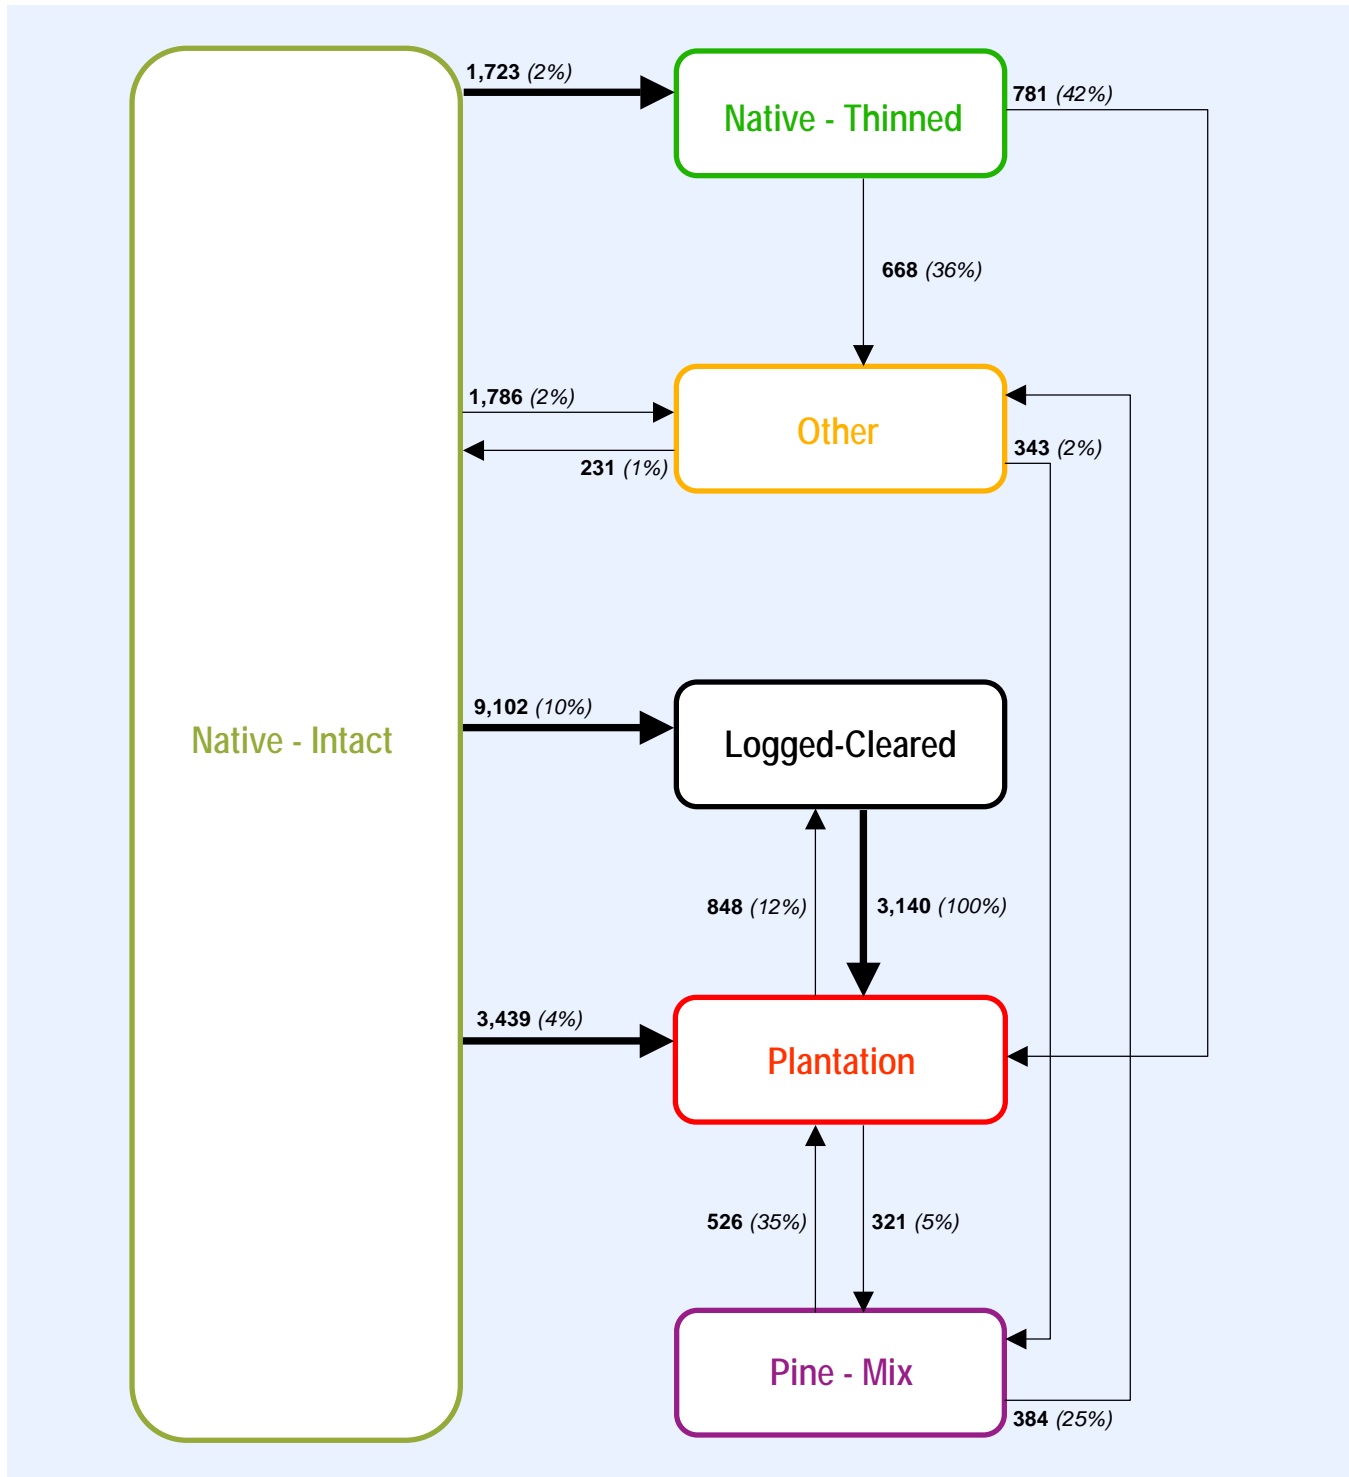 1,723 (2%)
Native - Thinned
781 (42%)
668 (36%)
1,786 (2%)
Other
343 (2%)
231 (1%)
9,102 (10%)
Native - Intact
Logged-Cleared
848 (12%)
3,140 (100%)
3,439 (4%)
Plantation
526 (35%)
321 (5%)
Pine - Mix
384 (25%)